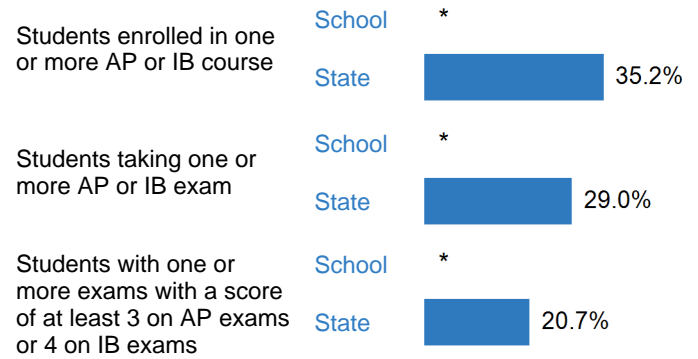 Students enrolled in one
or more AP or IB course
School *
State 35.2%
Students taking one or
more AP or IB exam
School *
State 29.0%
Students with one or
more exams with a score
of at least 3 on AP exams
or 4 on IB exams
School *
State 20.7%